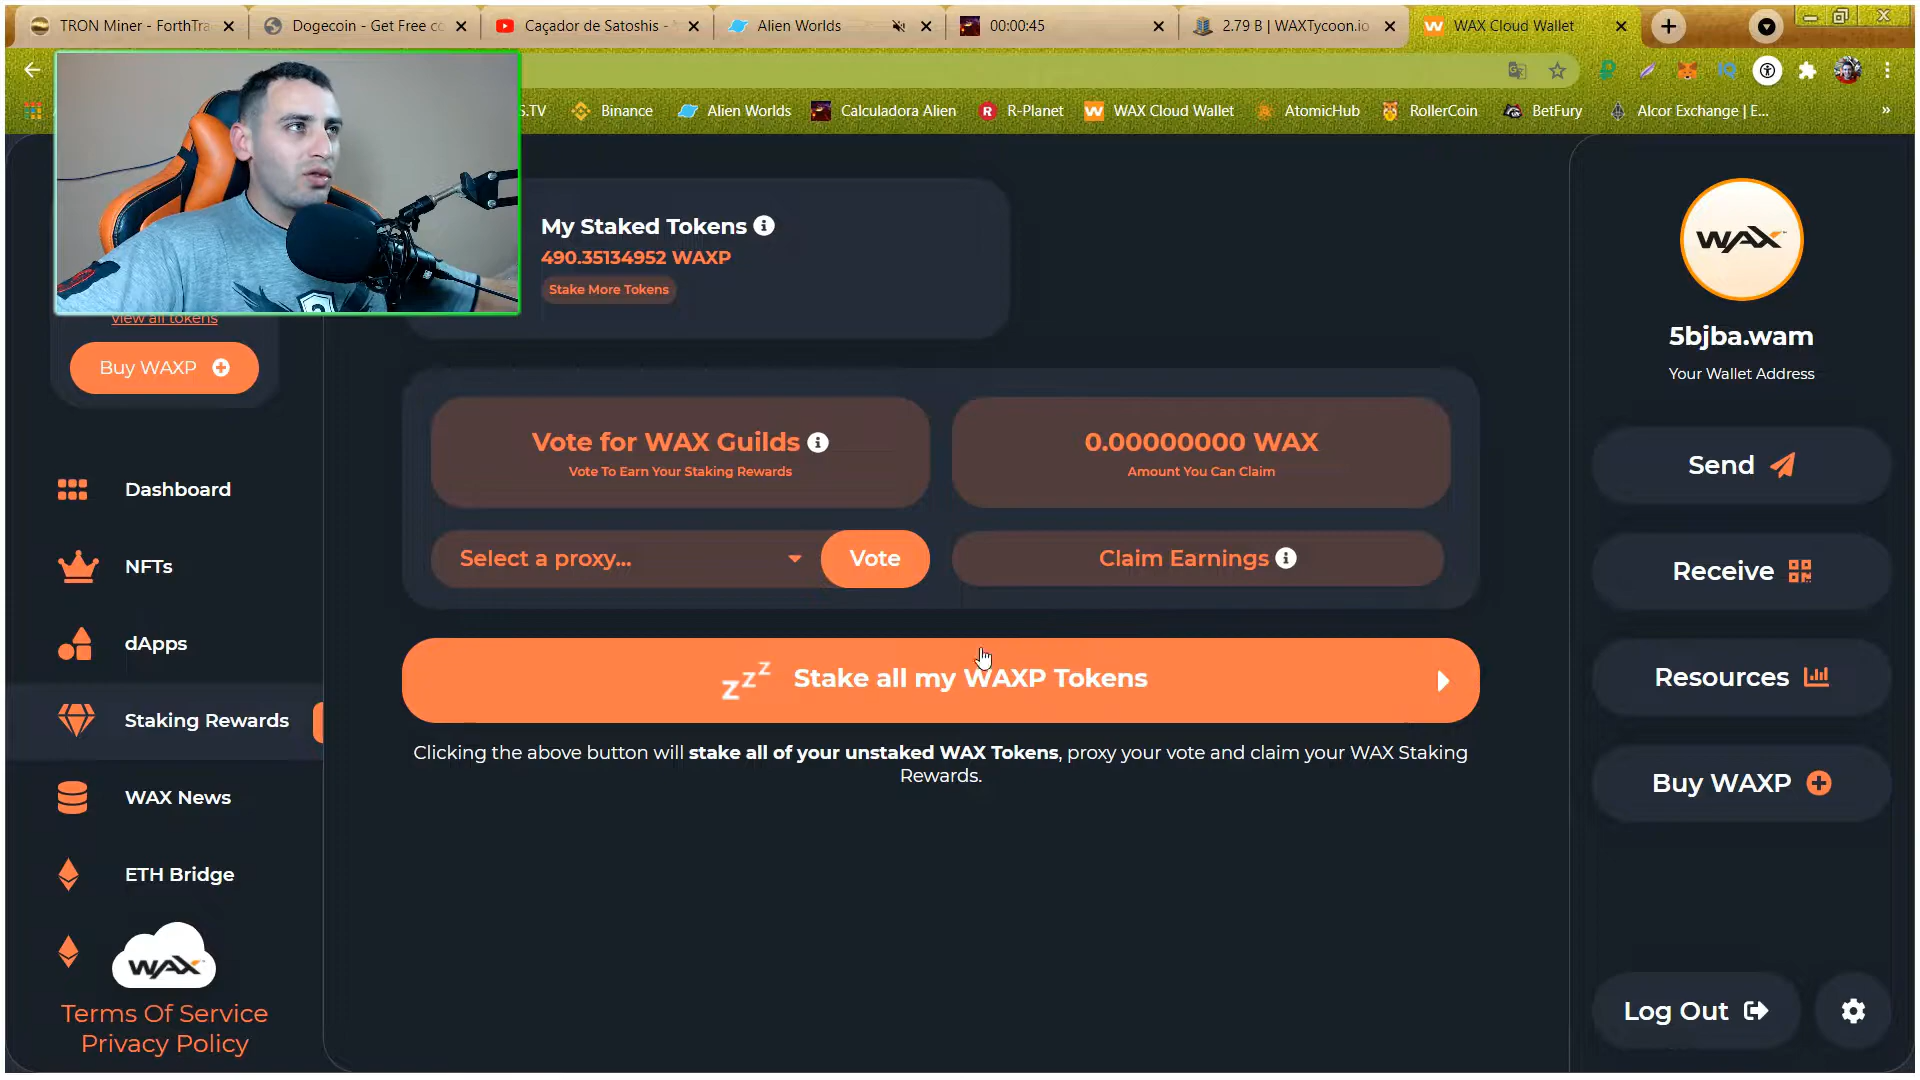 TRON Miner - ForthTra
Dogecoin - Get Free co
Caçador de Satoshis -
Alien Worlds
00:00:45
2.79 B | WAXTycoon.io
WAX Cloud Wallet
S.TV
Binance
Alien Worlds
Calculadora Alien
R-Planet
WAX Cloud Wallet
AtomicHub
RollerCoin
BetFury
Alcor Exchange | E...
»
My Staked Tokens
490.35134952 WAXP
Stake More Tokens
View all tokens
Buy WAXP
Vote for WAX Guilds
Vote To Earn Your Staking Rewards
0.00000000 WAX
Amount You Can Claim
Select a proxy...
Vote
Claim Earnings
zzz Stake all my WAXP Tokens
Clicking the above button will stake all of your unstaked WAX Tokens, proxy your vote and claim your WAX Staking
Rewards.
Dashboard
NFTs
dApps
Staking Rewards
WAX News
ETH Bridge
WAX
Terms Of Service
Privacy Policy
WAX
5bjba.wam
Your Wallet Address
Send
Receive
Resources
Buy WAXP
Log Out